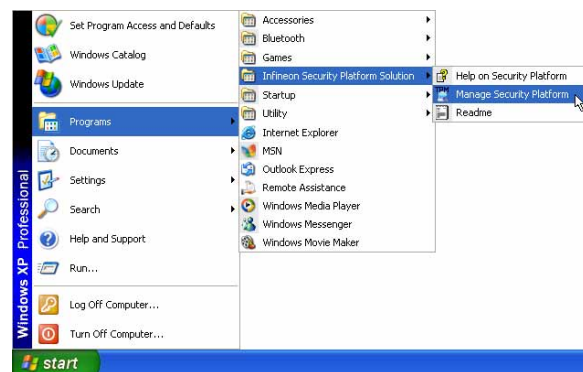 Set Program Access and Defaults
Windows Catalog
Windows Update
Programs
Documents
Settings
Search
Help and Support
Run...
Log Off Computer...
Turn Off Computer...
Windows XP Professional
start
Accessories
Bluetooth
Games
Infineon Security Platform Solution
Startup
Utility
Internet Explorer
MSN
Outlook Express
Remote Assistance
Windows Media Player
Windows Messenger
Windows Movie Maker
Help on Security Platform
TPM Manage Security Platform
Readme